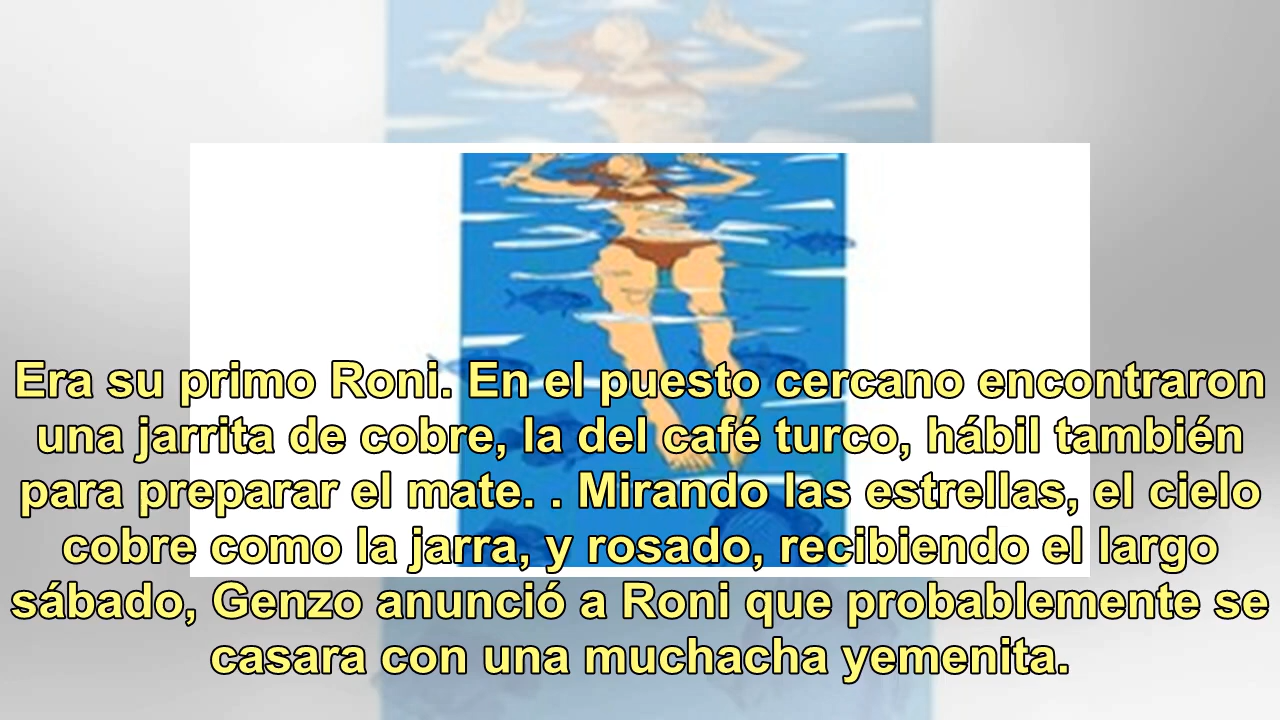 Era su primo Roni. En el puesto cercano encontraron
una jarrita de cobre, la del café turco, hábil también
para preparar el mate. . Mirando las estrellas, el cielo
cobre como la jarra, y rosado, recibiendo el largo
sábado, Genzo anunció a Roni que probablemente se
casara con una muchacha yemenita.